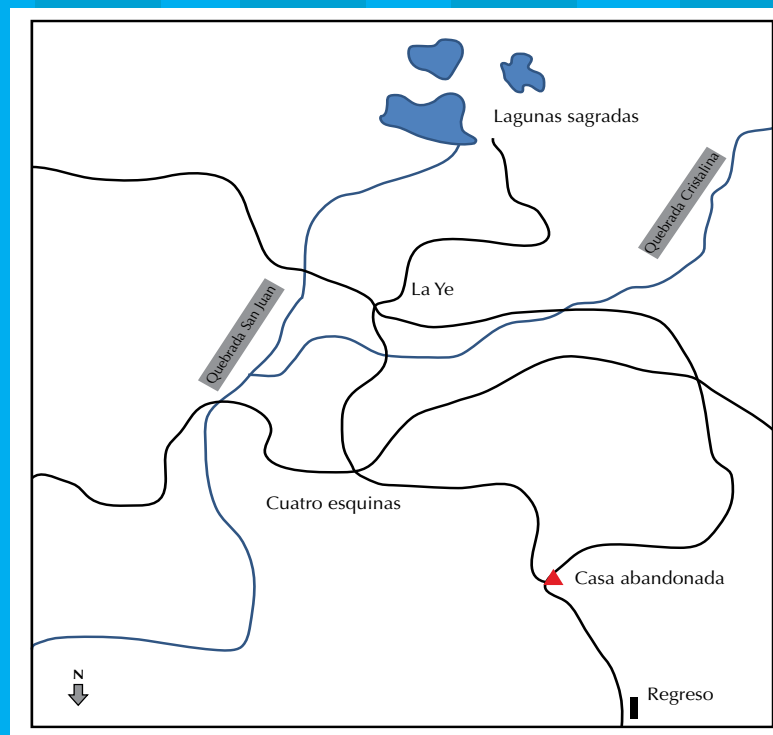 Lagunas sagradas
Quebrada Cristalina
La Ye
Quebrada San Juan
Cuatro esquinas
Casa abandonada
N
Regreso